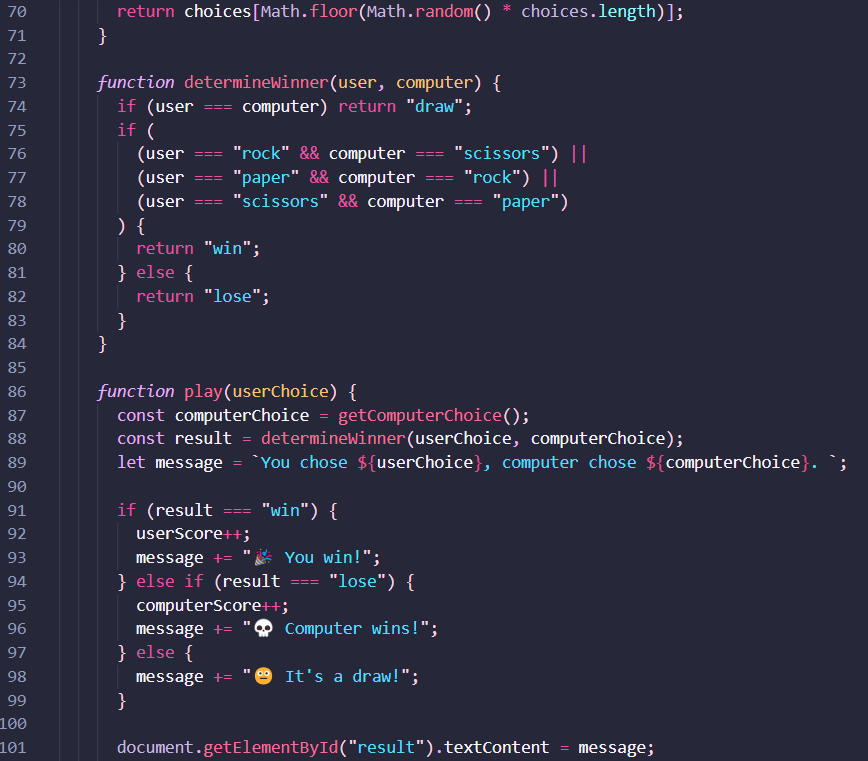 70 return choices[Math.floor(Math.random() * choices.length)];
71 }
72
73 function determineWinner(user, computer) {
74 if (user === computer) return "draw";
75 if (
76 (user === "rock" && computer === "scissors") ||
77 (user === "paper" && computer === "rock") ||
78 (user === "scissors" && computer === "paper")
79 ) {
80 return "win";
81 } else {
82 return "lose";
83 }
84 }
85
86 function play(userChoice) {
87 const computerChoice = getComputerChoice();
88 const result = determineWinner(userChoice, computerChoice);
89 let message = `You chose ${userChoice}, computer chose ${computerChoice}. `;
90
91 if (result === "win") {
92 userScore++;
93 message += "🎉 You win!";
94 } else if (result === "lose") {
95 computerScore++;
96 message += "💀 Computer wins!";
97 } else {
98 message += "😐 It's a draw!";
99 }
100
101 document.getElementById("result").textContent = message;